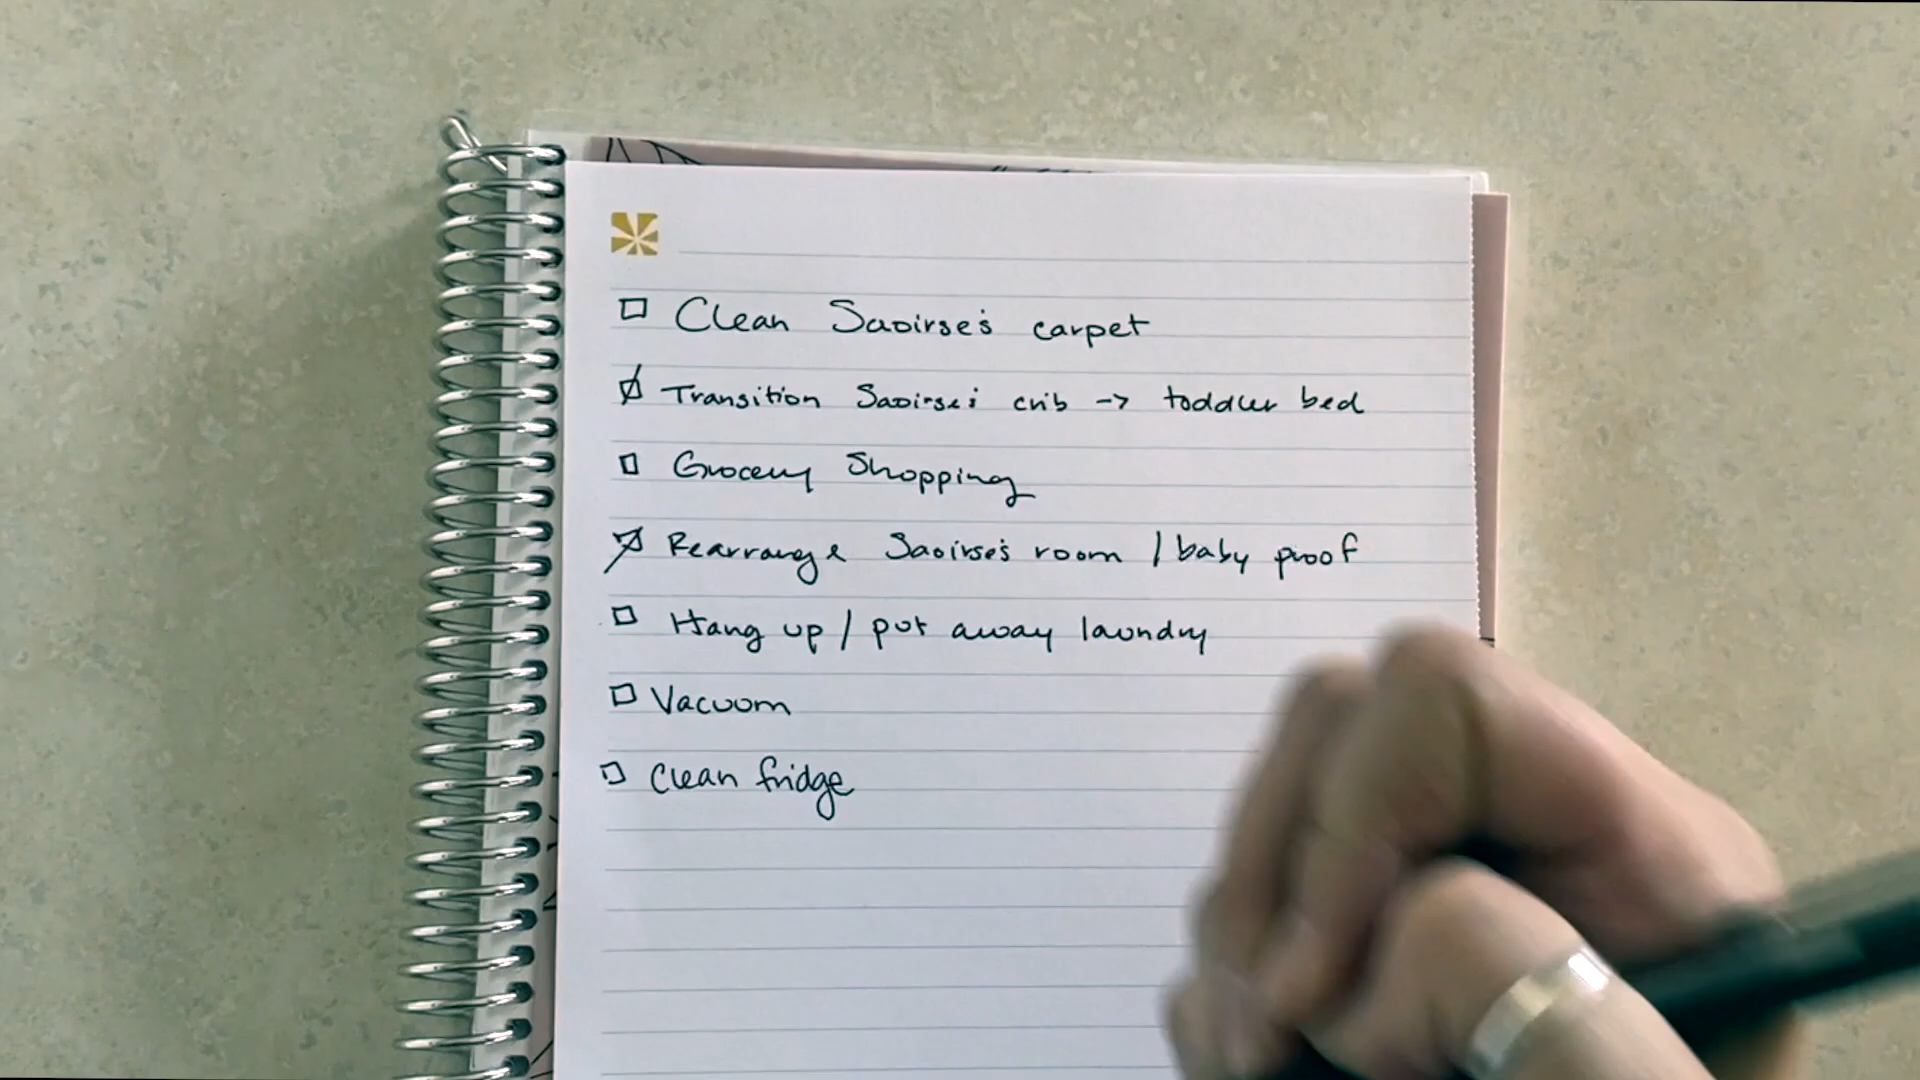 ☐ Clean Saoirse's carpet
☑ Transition Saoirse's crib -> toddler bed
☐ Grocery Shopping
☑ Rearrange Saoirse's room / baby proof
☐ Hang up / put away laundry
☐ Vacuum
☐ Clean fridge